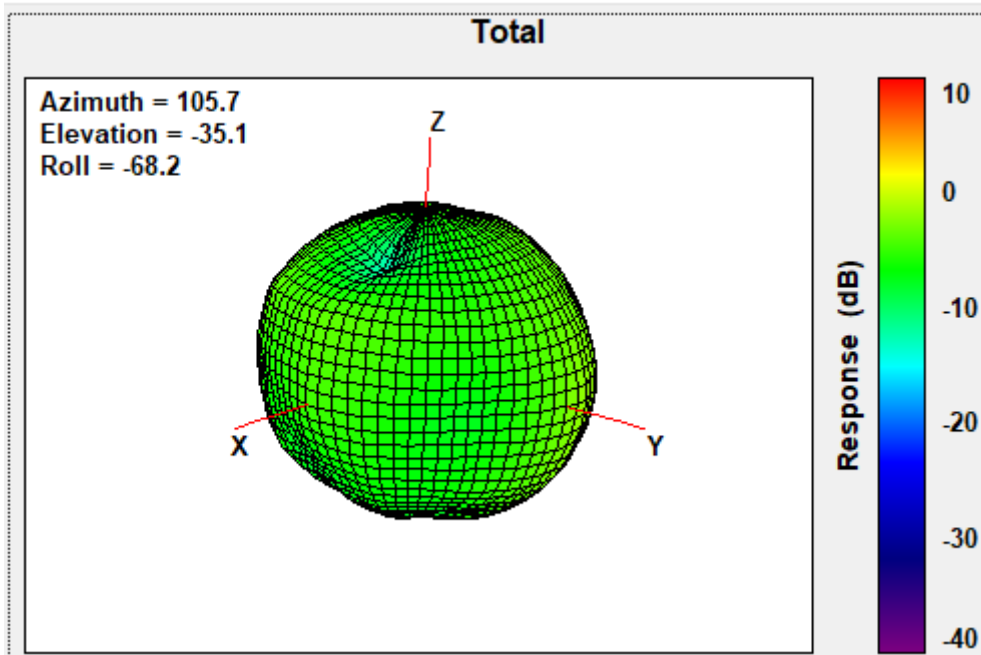 Total
Azimuth = 105.7
Elevation = -35.1
Roll = -68.2
Z
X
Y
Response (dB)
10
0
-10
-20
-30
-40